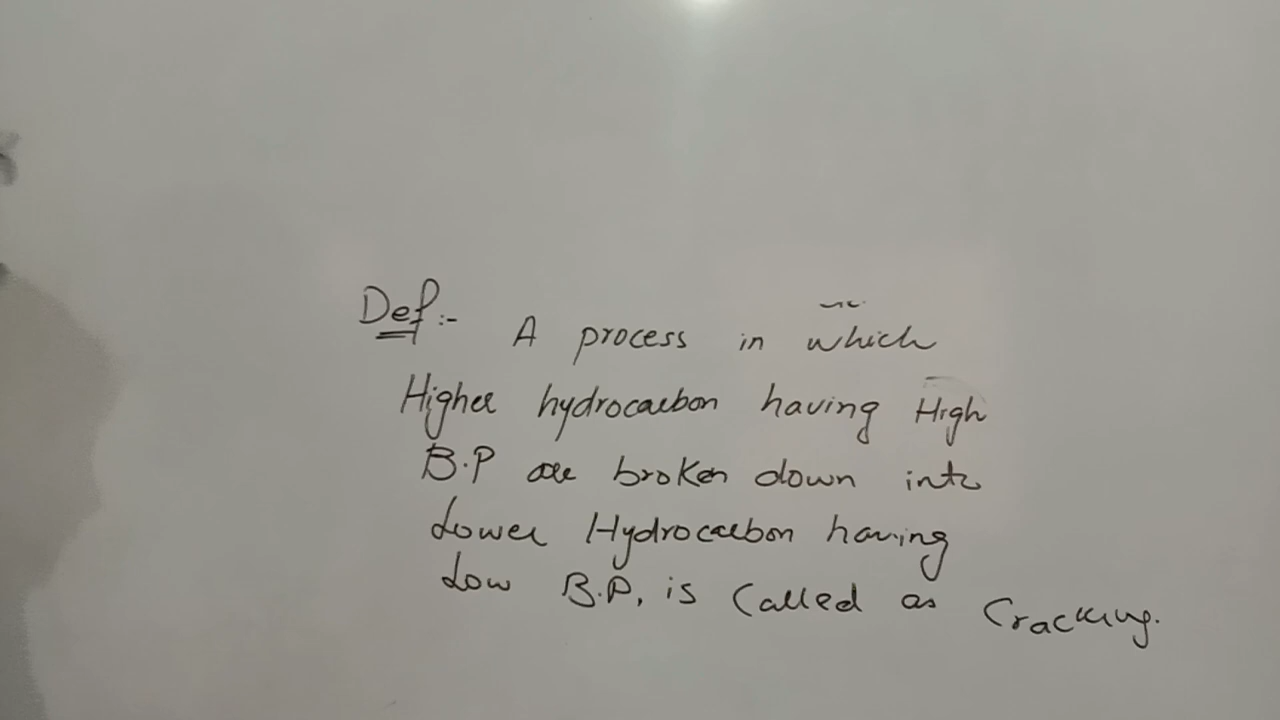 Def:- A process in which
Higher hydrocarbon having High
B.P are broken down into
Lower Hydrocarbon having
Low B.P, is Called as Cracking.